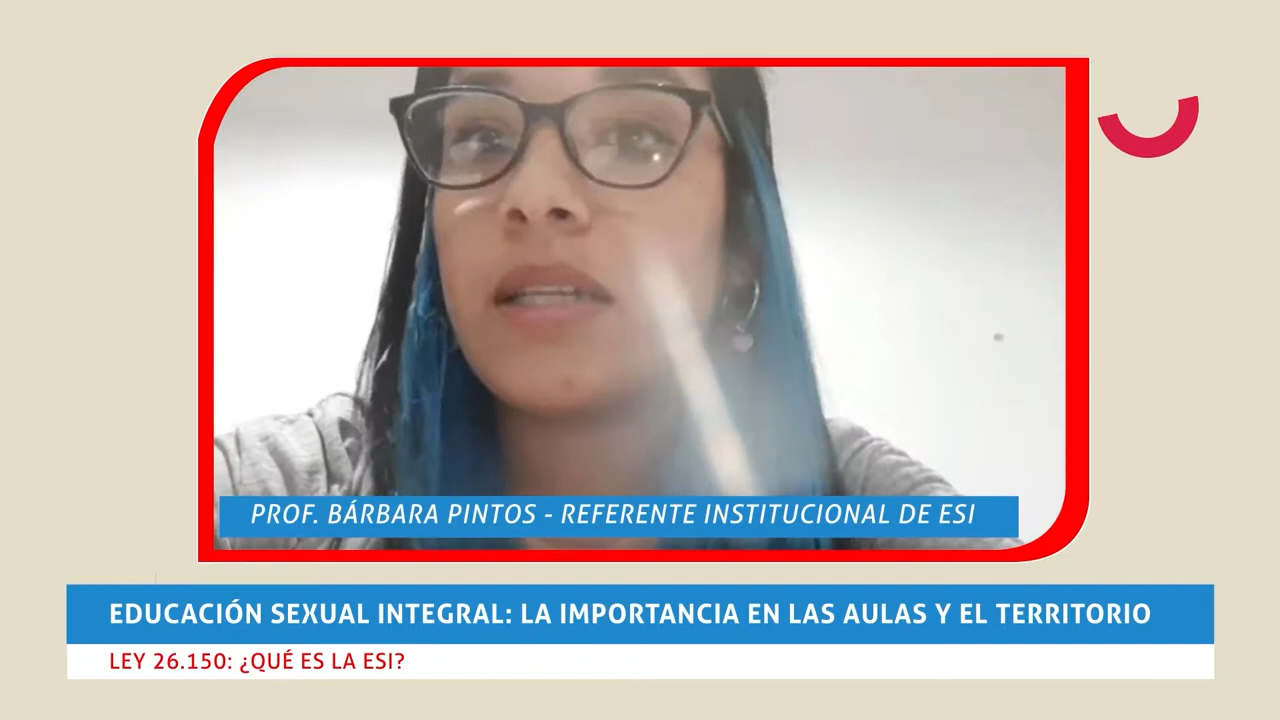 PROF. BÁRBARA PINTOS - REFERENTE INSTITUCIONAL DE ESI
EDUCACIÓN SEXUAL INTEGRAL: LA IMPORTANCIA EN LAS AULAS Y EL TERRITORIO
LEY 26.150: ¿QUÉ ES LA ESI?